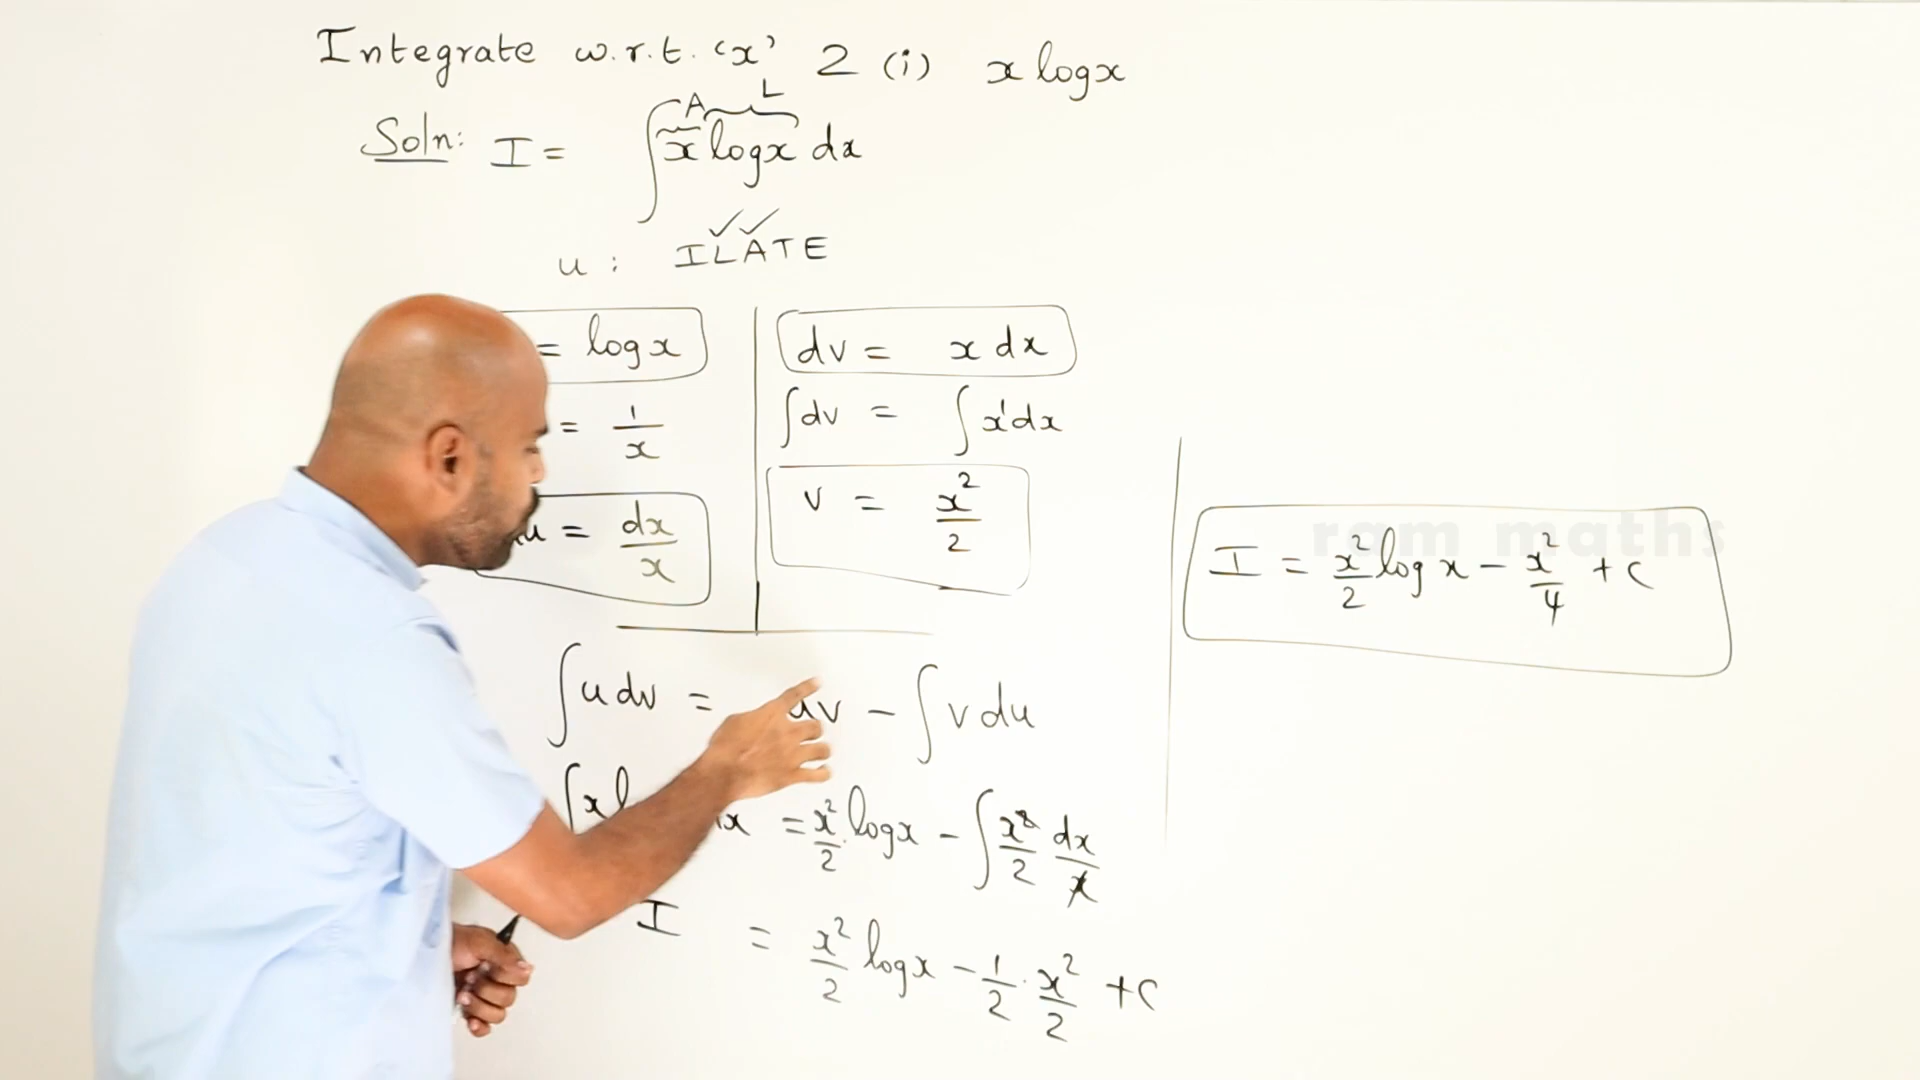 Integrate w.r.t. 'x' 2 (i) x log x
A L
Soln: I = ∫ x log x dx
✓✓
u : ILATE
= log x
dv = x dx
= 1/x
∫dv = ∫ x¹dx
u = dx/x
v = x²/2
∫u dv = uv − ∫v du
∫x l x = x²/2 . log x − ∫ x²/2 dx/x
I = x²/2 log x − 1/2 . x²/2 + c
ram maths
I = x²/2 log x − x²/4 + c